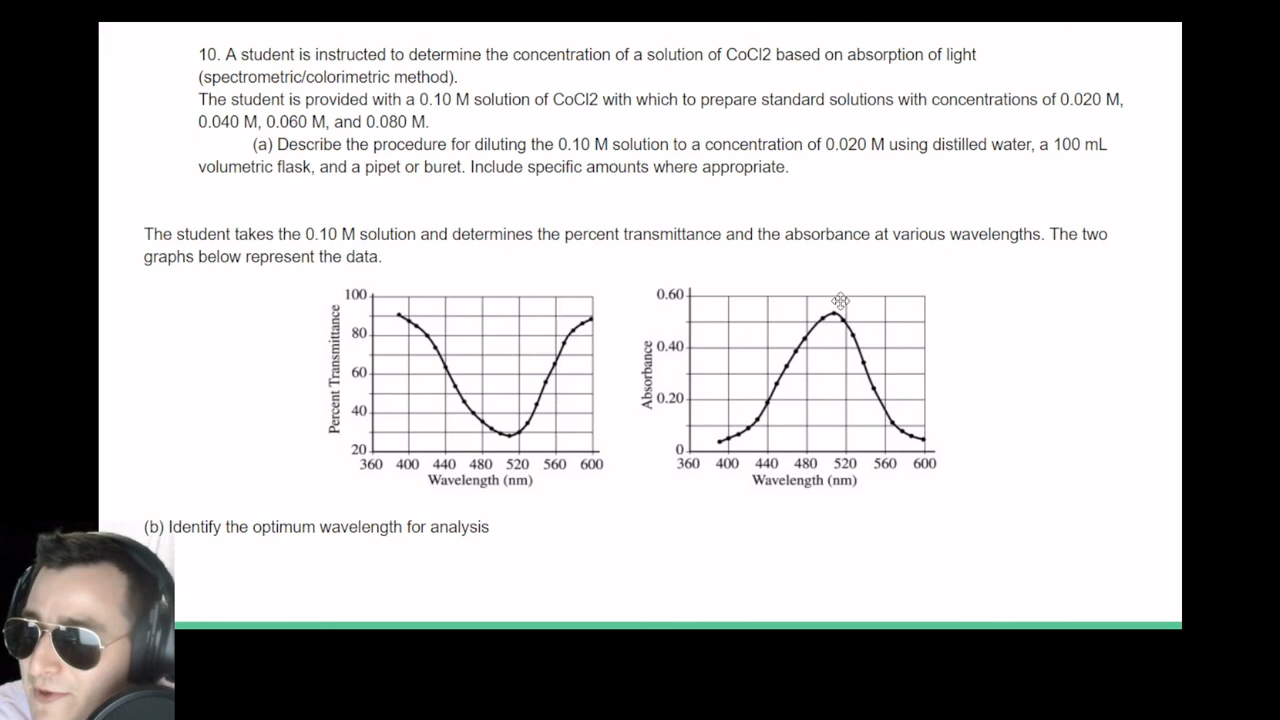 10. A student is instructed to determine the concentration of a solution of CoCl2 based on absorption of light
(spectrometric/colorimetric method).
The student is provided with a 0.10 M solution of CoCl2 with which to prepare standard solutions with concentrations of 0.020 M,
0.040 M, 0.060 M, and 0.080 M.
(a) Describe the procedure for diluting the 0.10 M solution to a concentration of 0.020 M using distilled water, a 100 mL
volumetric flask, and a pipet or buret. Include specific amounts where appropriate.
The student takes the 0.10 M solution and determines the percent transmittance and the absorbance at various wavelengths. The two
graphs below represent the data.
Percent Transmittance
100
80
60
40
20
360 400 440 480 520 560 600
Wavelength (nm)
Absorbance
0.60
0.40
0.20
0
360 400 440 480 520 560 600
Wavelength (nm)
(b) Identify the optimum wavelength for analysis